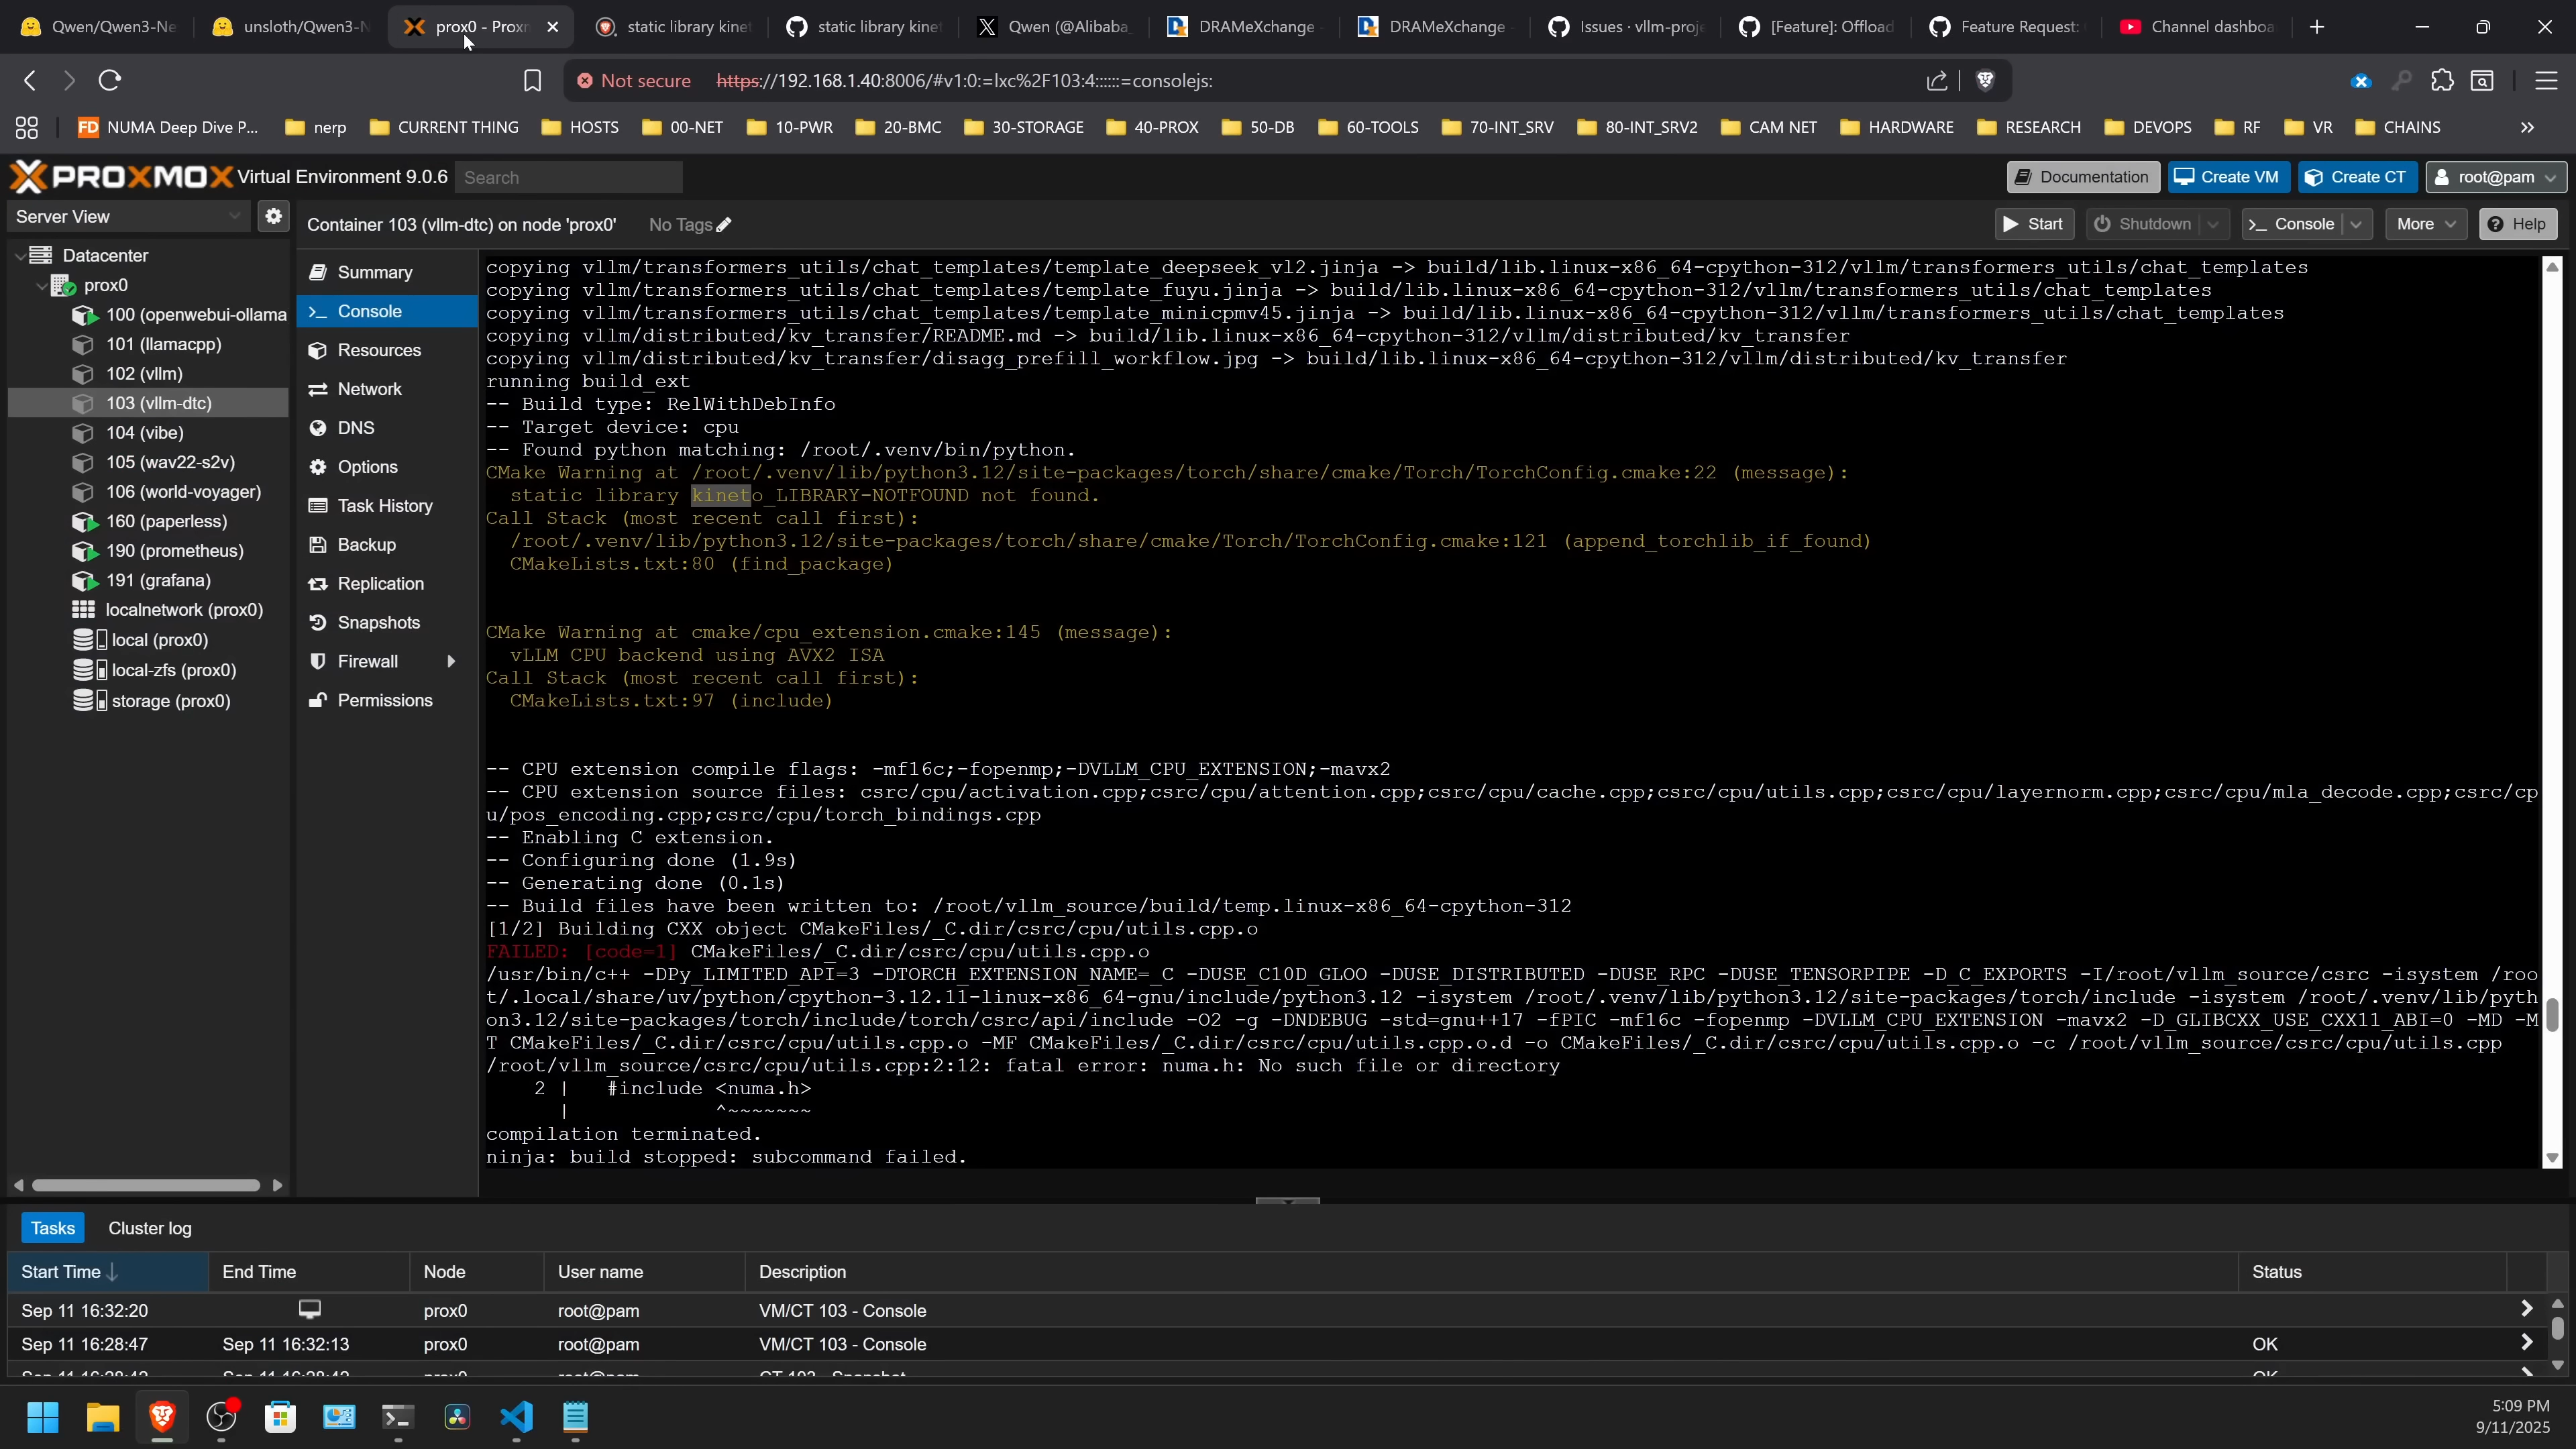 Qwen/Qwen3-Ne
unsloth/Qwen3-N
prox0 - Proxm
static library kinet
static library kinet
Qwen (@Alibaba_
DRAMeXchange -
DRAMeXchange -
Issues · vllm-proje
[Feature]: Offload
Feature Request:
Channel dashboa
Not secure https://192.168.1.40:8006/#v1:0:=lxc%2F103:4::::::=consolejs:
FD NUMA Deep Dive P...
nerp
CURRENT THING
HOSTS
00-NET
10-PWR
20-BMC
30-STORAGE
40-PROX
50-DB
60-TOOLS
70-INT_SRV
80-INT_SRV2
CAM NET
HARDWARE
RESEARCH
DEVOPS
RF
VR
CHAINS
»
PROXMOX Virtual Environment 9.0.6
Search
Documentation
Create VM
Create CT
root@pam
Server View
Container 103 (vllm-dtc) on node 'prox0'
No Tags
Start
Shutdown
Console
More
Help
Datacenter
prox0
100 (openwebui-ollama
101 (llamacpp)
102 (vllm)
103 (vllm-dtc)
104 (vibe)
105 (wav22-s2v)
106 (world-voyager)
160 (paperless)
190 (prometheus)
191 (grafana)
localnetwork (prox0)
local (prox0)
local-zfs (prox0)
storage (prox0)
Summary
Console
Resources
Network
DNS
Options
Task History
Backup
Replication
Snapshots
Firewall
Permissions
copying vllm/transformers_utils/chat_templates/template_deepseek_vl2.jinja -> build/lib.linux-x86_64-cpython-312/vllm/transformers_utils/chat_templates
copying vllm/transformers_utils/chat_templates/template_fuyu.jinja -> build/lib.linux-x86_64-cpython-312/vllm/transformers_utils/chat_templates
copying vllm/transformers_utils/chat_templates/template_minicpmv45.jinja -> build/lib.linux-x86_64-cpython-312/vllm/transformers_utils/chat_templates
copying vllm/distributed/kv_transfer/README.md -> build/lib.linux-x86_64-cpython-312/vllm/distributed/kv_transfer
copying vllm/distributed/kv_transfer/disagg_prefill_workflow.jpg -> build/lib.linux-x86_64-cpython-312/vllm/distributed/kv_transfer
running build_ext
-- Build type: RelWithDebInfo
-- Target device: cpu
-- Found python matching: /root/.venv/bin/python.
CMake Warning at /root/.venv/lib/python3.12/site-packages/torch/share/cmake/Torch/TorchConfig.cmake:22 (message):
static library kineto_LIBRARY-NOTFOUND not found.
Call Stack (most recent call first):
/root/.venv/lib/python3.12/site-packages/torch/share/cmake/Torch/TorchConfig.cmake:121 (append_torchlib_if_found)
CMakeLists.txt:80 (find_package)
CMake Warning at cmake/cpu_extension.cmake:145 (message):
vLLM CPU backend using AVX2 ISA
Call Stack (most recent call first):
CMakeLists.txt:97 (include)
-- CPU extension compile flags: -mf16c;-fopenmp;-DVLLM_CPU_EXTENSION;-mavx2
-- CPU extension source files: csrc/cpu/activation.cpp;csrc/cpu/attention.cpp;csrc/cpu/cache.cpp;csrc/cpu/utils.cpp;csrc/cpu/layernorm.cpp;csrc/cpu/mla_decode.cpp;csrc/cp
u/pos_encoding.cpp;csrc/cpu/torch_bindings.cpp
-- Enabling C extension.
-- Configuring done (1.9s)
-- Generating done (0.1s)
-- Build files have been written to: /root/vllm_source/build/temp.linux-x86_64-cpython-312
[1/2] Building CXX object CMakeFiles/_C.dir/csrc/cpu/utils.cpp.o
FAILED: [code=1] CMakeFiles/_C.dir/csrc/cpu/utils.cpp.o
/usr/bin/c++ -DPy_LIMITED_API=3 -DTORCH_EXTENSION_NAME=_C -DUSE_C10D_GLOO -DUSE_DISTRIBUTED -DUSE_RPC -DUSE_TENSORPIPE -D_C_EXPORTS -I/root/vllm_source/csrc -isystem /roo
t/.local/share/uv/python/cpython-3.12.11-linux-x86_64-gnu/include/python3.12 -isystem /root/.venv/lib/python3.12/site-packages/torch/include -isystem /root/.venv/lib/pyth
on3.12/site-packages/torch/include/torch/csrc/api/include -O2 -g -DNDEBUG -std=gnu++17 -fPIC -mf16c -fopenmp -DVLLM_CPU_EXTENSION -mavx2 -D_GLIBCXX_USE_CXX11_ABI=0 -MD -M
T CMakeFiles/_C.dir/csrc/cpu/utils.cpp.o -MF CMakeFiles/_C.dir/csrc/cpu/utils.cpp.o.d -o CMakeFiles/_C.dir/csrc/cpu/utils.cpp.o -c /root/vllm_source/csrc/cpu/utils.cpp
/root/vllm_source/csrc/cpu/utils.cpp:2:12: fatal error: numa.h: No such file or directory
2 | #include <numa.h>
| ^~~~~~~~
compilation terminated.
ninja: build stopped: subcommand failed.
Tasks
Cluster log
Start Time End Time Node User name Description Status
Sep 11 16:32:20 prox0 root@pam VM/CT 103 - Console
Sep 11 16:28:47 Sep 11 16:32:13 prox0 root@pam VM/CT 103 - Console OK
5:09 PM
9/11/2025